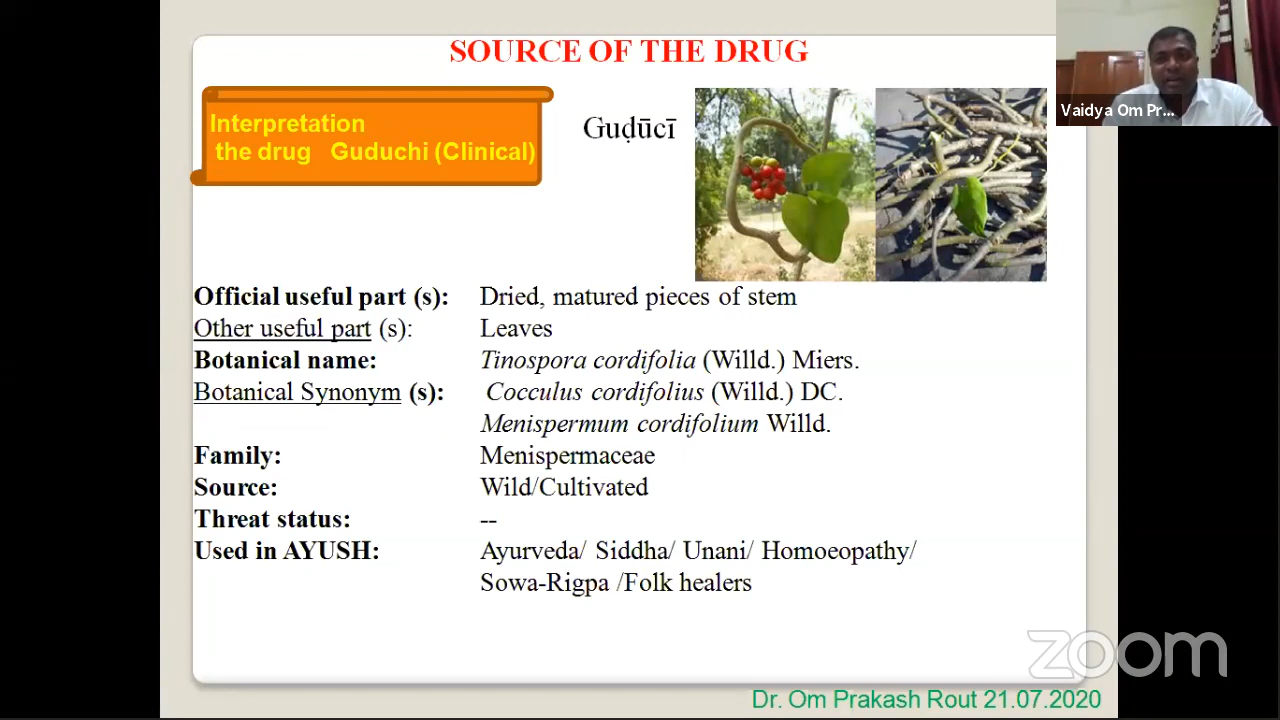 SOURCE OF THE DRUG
Interpretation
the drug Guduchi (Clinical)
Guḍūcī
Vaidya Om Pr...
Official useful part (s): Dried, matured pieces of stem
Other useful part (s): Leaves
Botanical name: Tinospora cordifolia (Willd.) Miers.
Botanical Synonym (s): Cocculus cordifolius (Willd.) DC.
Menispermum cordifolium Willd.
Family: Menispermaceae
Source: Wild/Cultivated
Threat status: --
Used in AYUSH: Ayurveda/ Siddha/ Unani/ Homoeopathy/
Sowa-Rigpa /Folk healers
zoom
Dr. Om Prakash Rout 21.07.2020